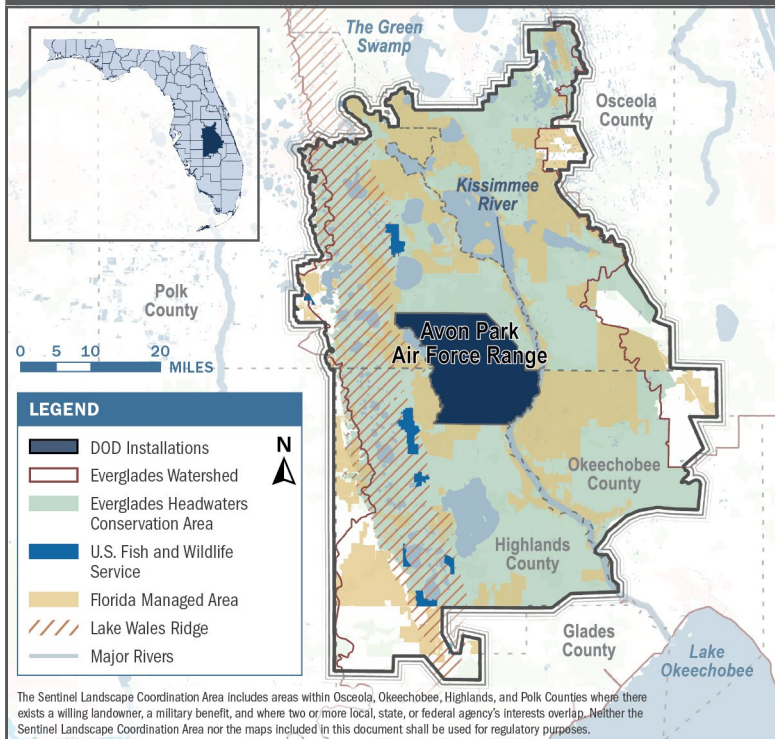 The Green
Swamp
Osceola
County
Kissimmee
River
Polk
County
Avon Park
Air Force Range
0 5 10 20
MILES
LEGEND
N
DOD Installations
Everglades Watershed
Everglades Headwaters
Conservation Area
U.S. Fish and Wildlife
Service
Florida Managed Area
Lake Wales Ridge
Major Rivers
Okeechobee
County
Highlands
County
Glades
County
Lake
Okeechobee
The Sentinel Landscape Coordination Area includes areas within Osceola, Okeechobee, Highlands, and Polk Counties where there
exists a willing landowner, a military benefit, and where two or more local, state, or federal agency's interests overlap. Neither the
Sentinel Landscape Coordination Area nor the maps included in this document shall be used for regulatory purposes.